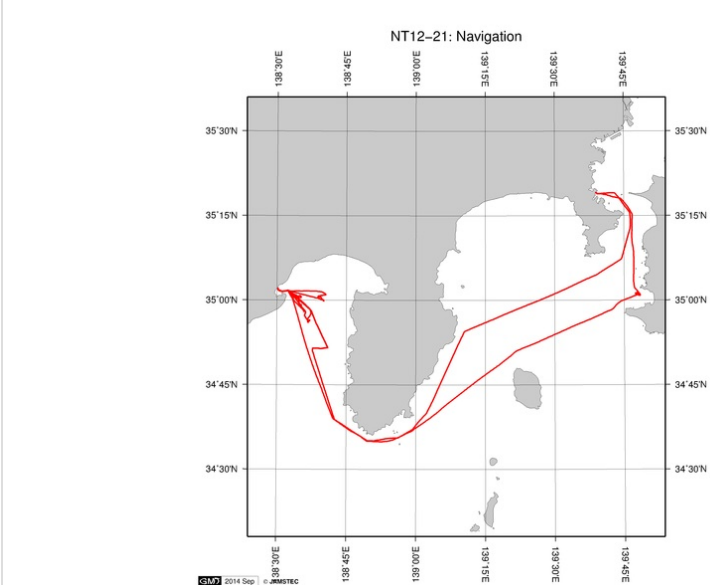 NT12−21: Navigation
138˚30'E 138˚45'E 139˚00'E 139˚15'E 139˚30'E 139˚45'E
35˚30'N 35˚30'N
35˚15'N 35˚15'N
35˚00'N 35˚00'N
34˚45'N 34˚45'N
34˚30'N 34˚30'N
138˚30'E 138˚45'E 139˚00'E 139˚15'E 139˚30'E 139˚45'E
GMD 2014 Sep © JAMSTEC